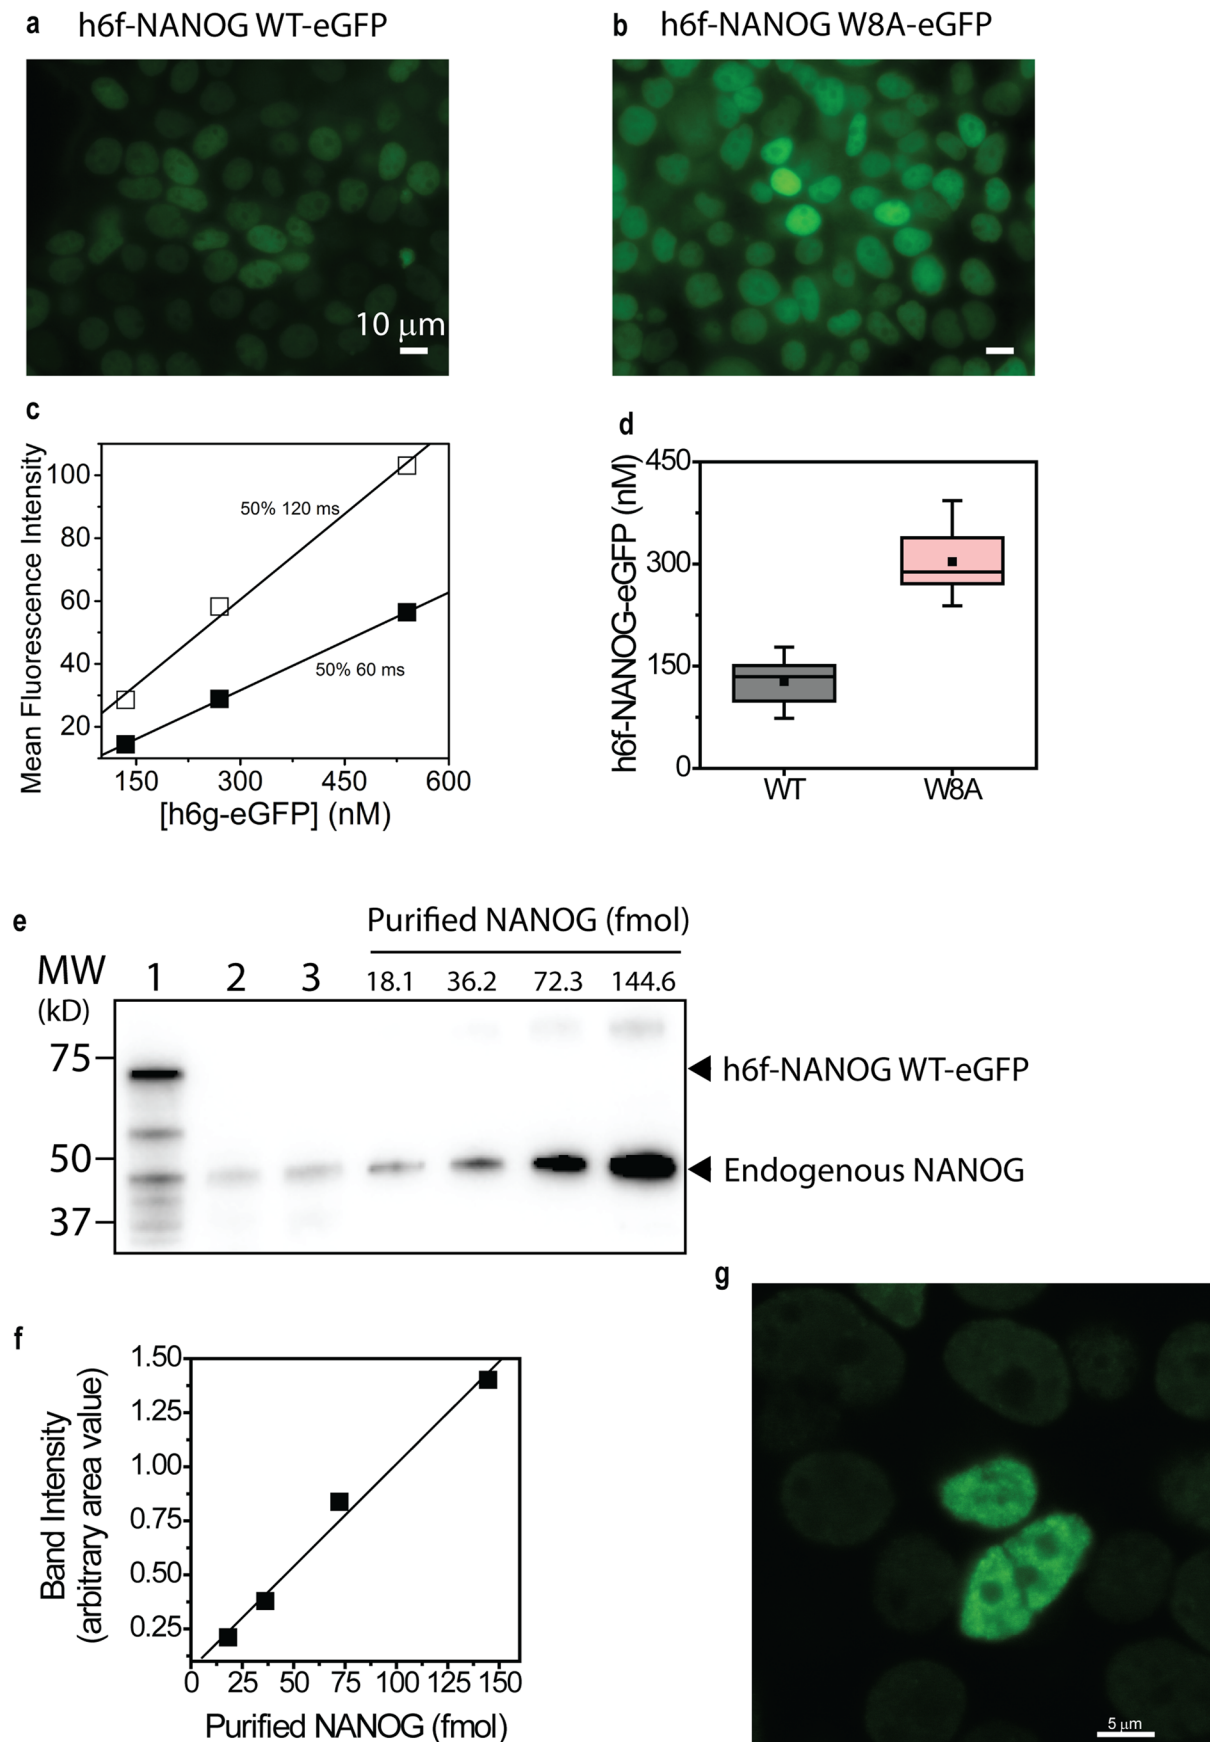 a h6f-NANOG WT-eGFP
b h6f-NANOG W8A-eGFP
10 μm
c
Mean Fluorescence Intensity
100
80
60
40
20
50% 120 ms
50% 60 ms
150 300 450 600
[h6g-eGFP] (nM)
d
h6f-NANOG-eGFP (nM)
450
300
150
0
WT W8A
e
Purified NANOG (fmol)
MW
(kD)
1 2 3 18.1 36.2 72.3 144.6
75
50
37
h6f-NANOG WT-eGFP
Endogenous NANOG
f
Band Intensity
(arbitrary area value)
1.50
1.25
1.00
0.75
0.50
0.25
0 25 50 75 100 125 150
Purified NANOG (fmol)
g
5 μm